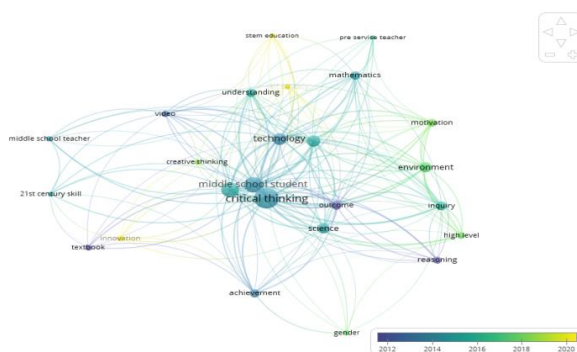 stem education
pre service teacher
mathematics
understanding
video
motivation
middle school teacher
technology
creative thinking
environment
middle school student
21st century skill
critical thinking
outcome
inquiry
science
innovation
high level
textbook
reasoning
achievement
gender
2012 2014 2016 2018 2020